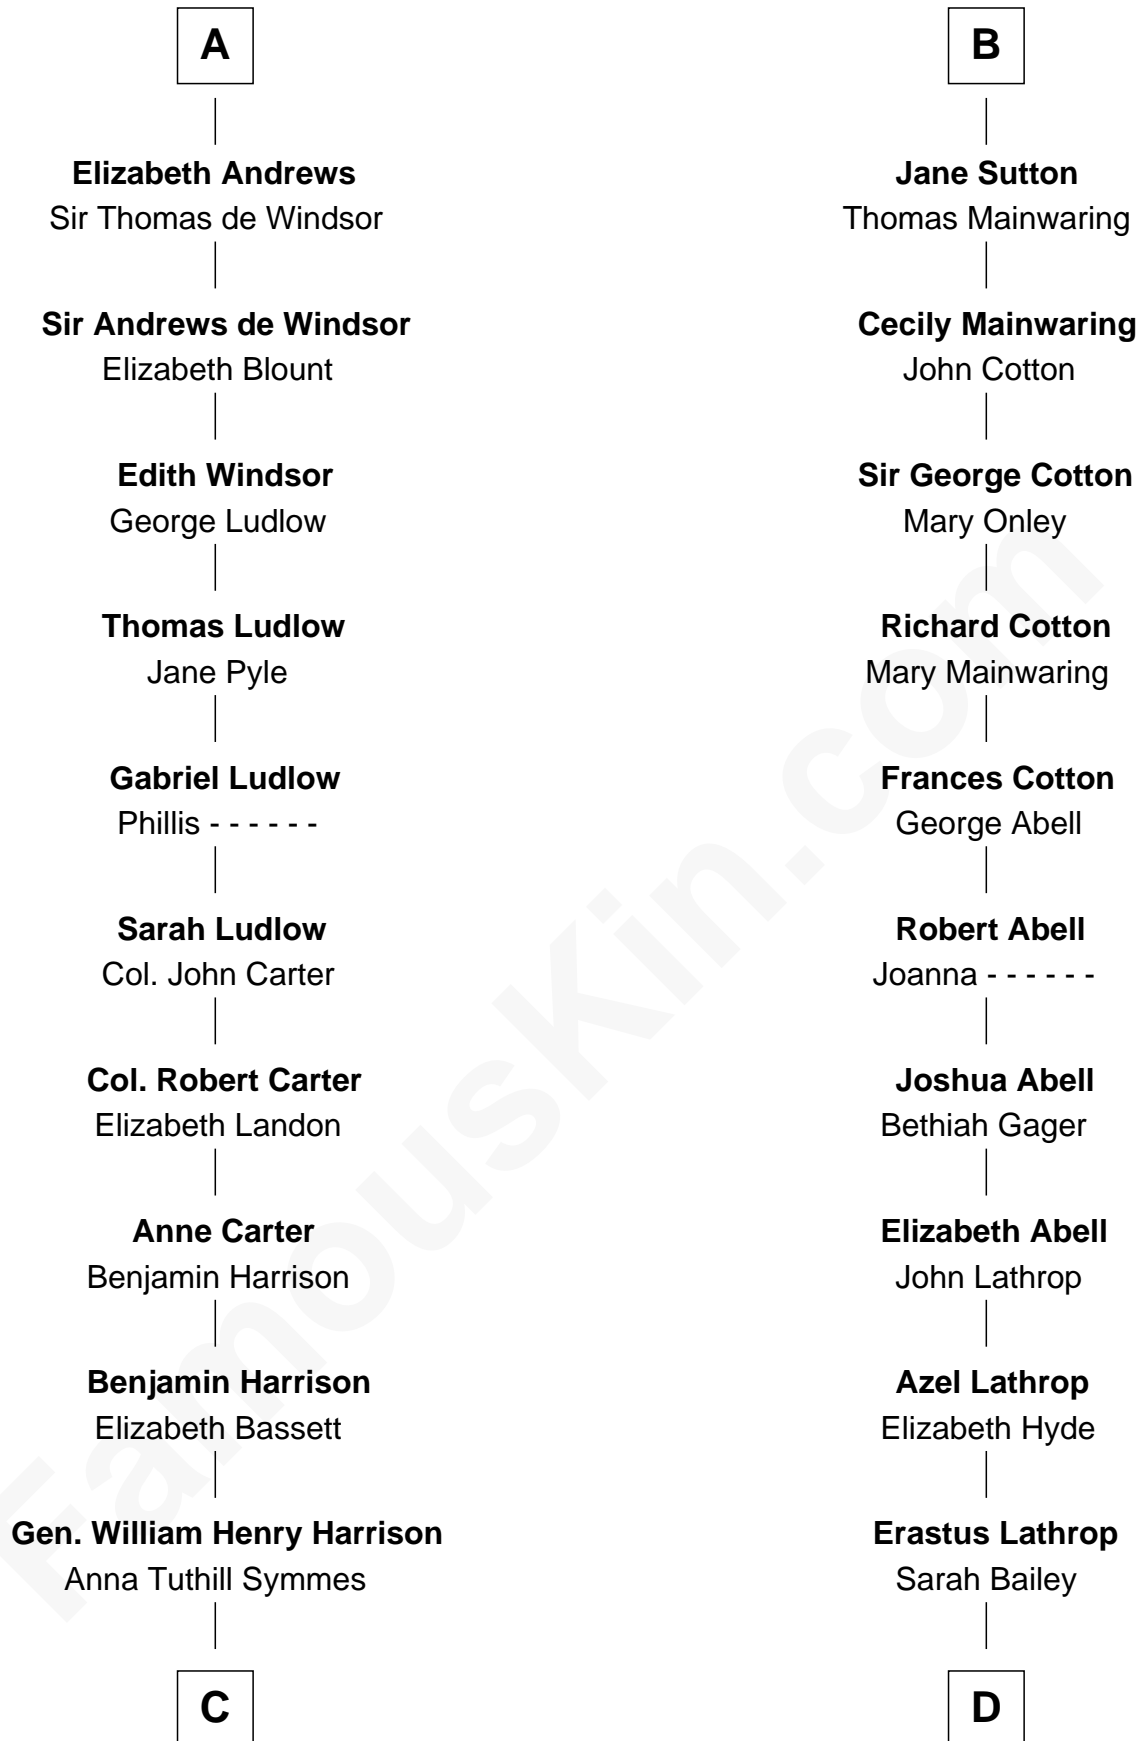 A
Elizabeth Andrews
Sir Thomas de Windsor
Sir Andrews de Windsor
Elizabeth Blount
Edith Windsor
George Ludlow
Thomas Ludlow
Jane Pyle
Gabriel Ludlow
Phillis - - - - - -
Sarah Ludlow
Col. John Carter
Col. Robert Carter
Elizabeth Landon
Anne Carter
Benjamin Harrison
Benjamin Harrison
Elizabeth Bassett
Gen. William Henry Harrison
Anna Tuthill Symmes
C
B
Jane Sutton
Thomas Mainwaring
Cecily Mainwaring
John Cotton
Sir George Cotton
Mary Onley
Richard Cotton
Mary Mainwaring
Frances Cotton
George Abell
Robert Abell
Joanna - - - - - -
Joshua Abell
Bethiah Gager
Elizabeth Abell
John Lathrop
Azel Lathrop
Elizabeth Hyde
Erastus Lathrop
Sarah Bailey
D
FamousKin.com